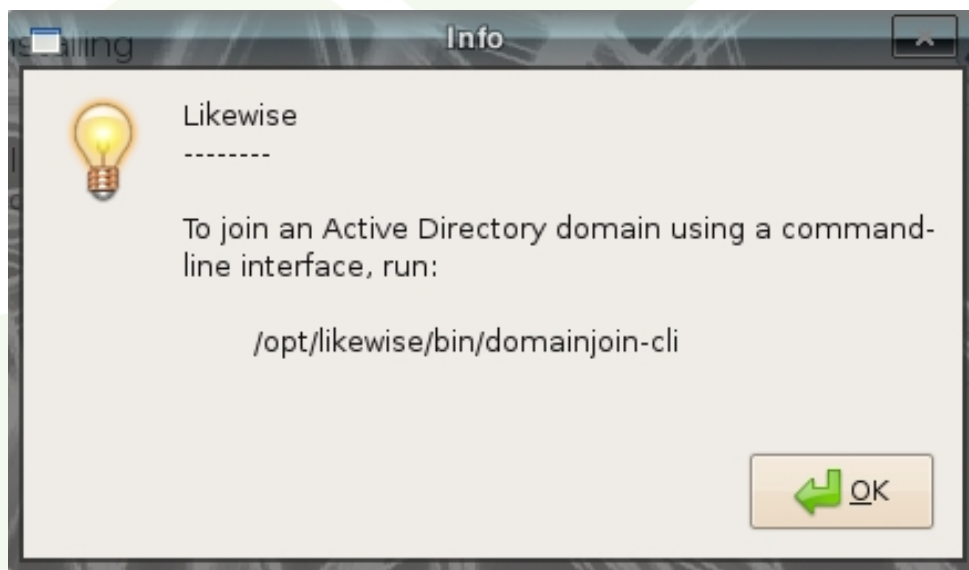 Info
Likewise
--------
To join an Active Directory domain using a command-
line interface, run:
/opt/likewise/bin/domainjoin-cli
OK